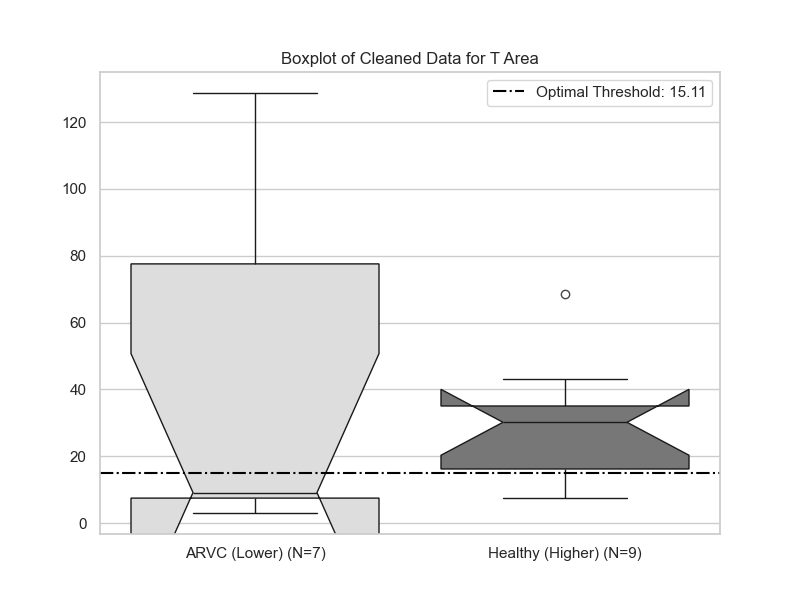 Boxplot of Cleaned Data for T Area
Optimal Threshold: 15.11
120
100
80
60
40
20
0
ARVC (Lower) (N=7)
Healthy (Higher) (N=9)